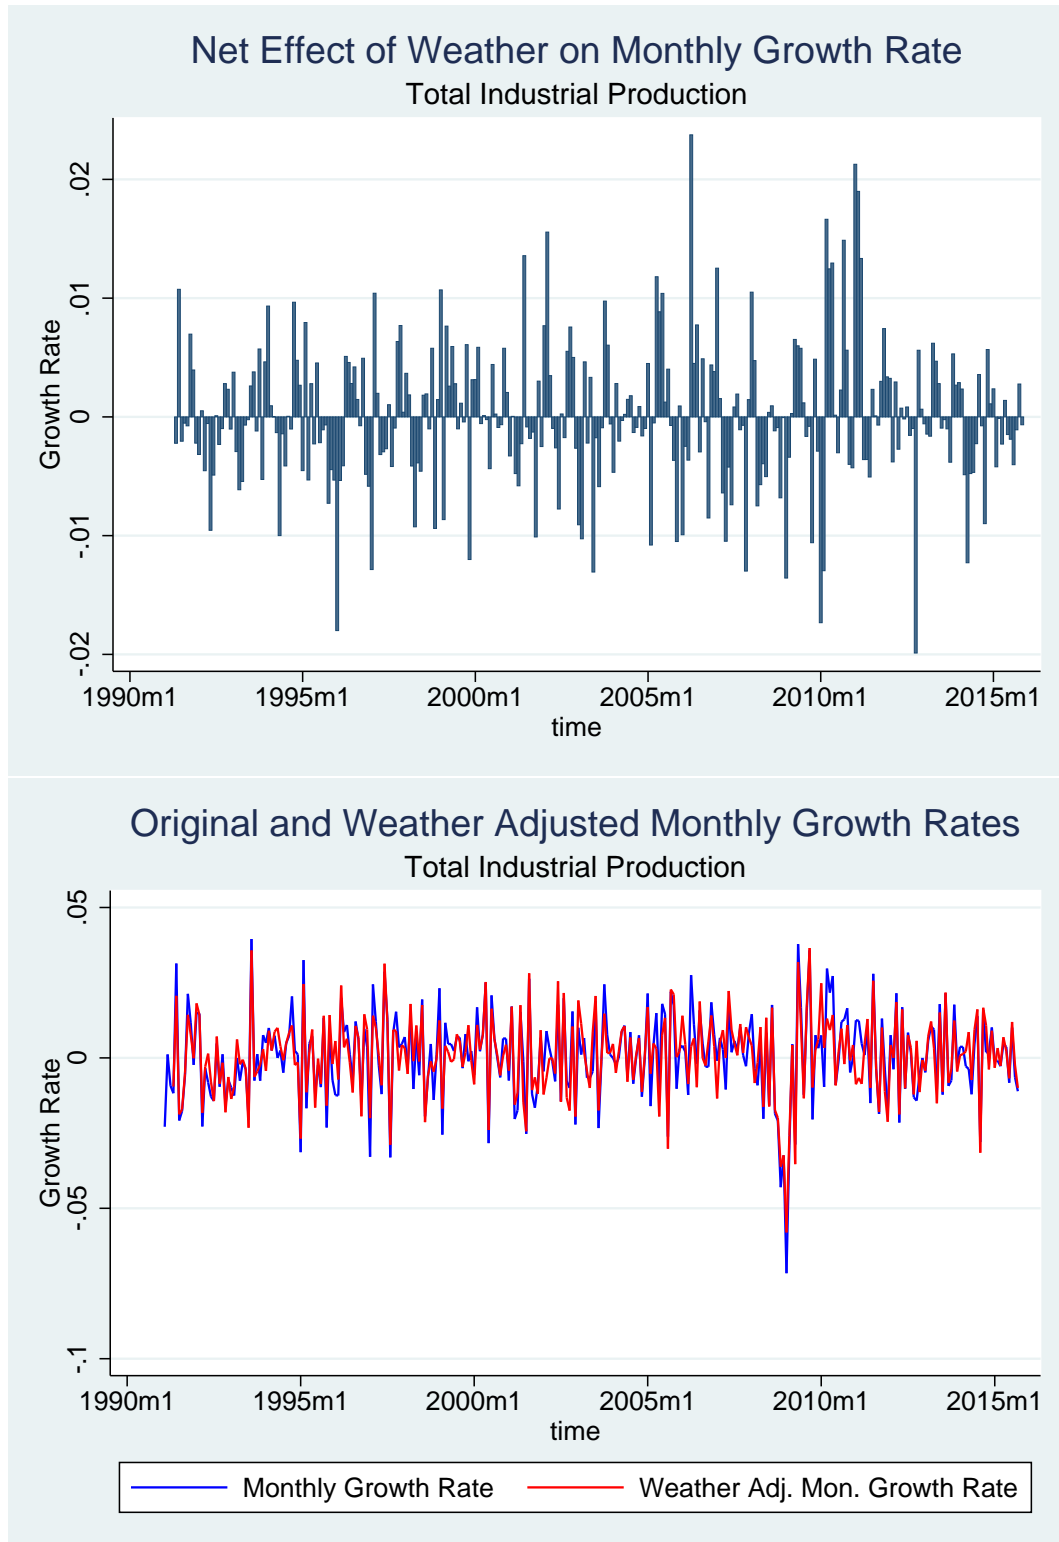 Net Effect of Weather on Monthly Growth Rate
Total Industrial Production
Growth Rate
.02
.01
0
-.01
-.02
1990m1 1995m1 2000m1 2005m1 2010m1 2015m1
time
Original and Weather Adjusted Monthly Growth Rates
Total Industrial Production
Growth Rate
.05
0
-.05
-.1
1990m1 1995m1 2000m1 2005m1 2010m1 2015m1
time
Monthly Growth Rate Weather Adj. Mon. Growth Rate